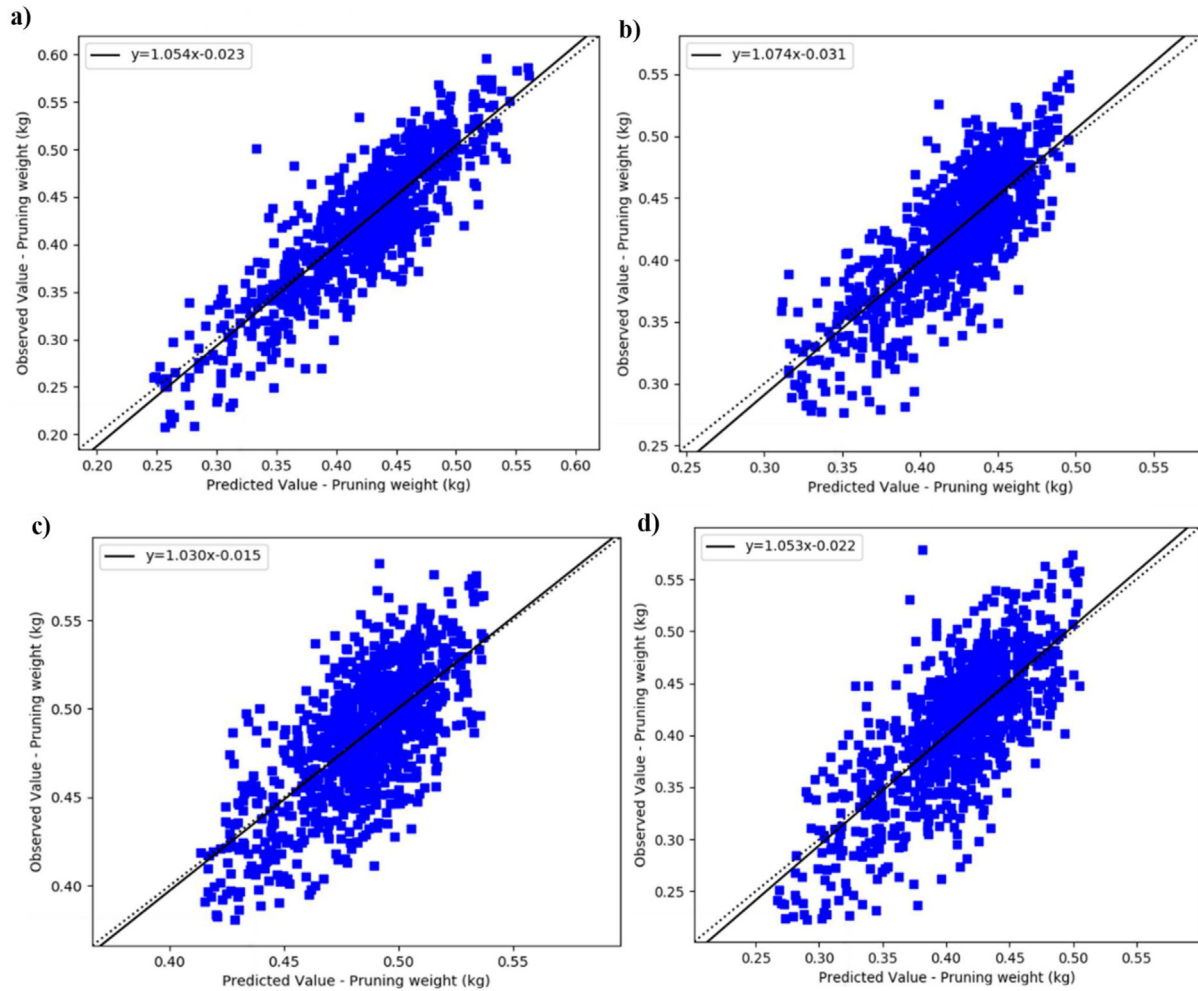 a)
y=1.054x-0.023
0.60
0.55
0.50
0.45
0.40
0.35
0.30
0.25
0.20
Observed Value - Pruning weight (kg)
0.20 0.25 0.30 0.35 0.40 0.45 0.50 0.55 0.60
Predicted Value - Pruning weight (kg)
b)
y=1.074x-0.031
0.55
0.50
0.45
0.40
0.35
0.30
0.25
Observed Value - Pruning weight (kg)
0.25 0.30 0.35 0.40 0.45 0.50 0.55
Predicted Value - Pruning weight (kg)
c)
y=1.030x-0.015
0.55
0.50
0.45
0.40
Observed Value - Pruning weight (kg)
0.40 0.45 0.50 0.55
Predicted Value - Pruning weight (kg)
d)
y=1.053x-0.022
0.55
0.50
0.45
0.40
0.35
0.30
0.25
Observed Value - Pruning weight (kg)
0.25 0.30 0.35 0.40 0.45 0.50 0.55
Predicted Value - Pruning weight (kg)